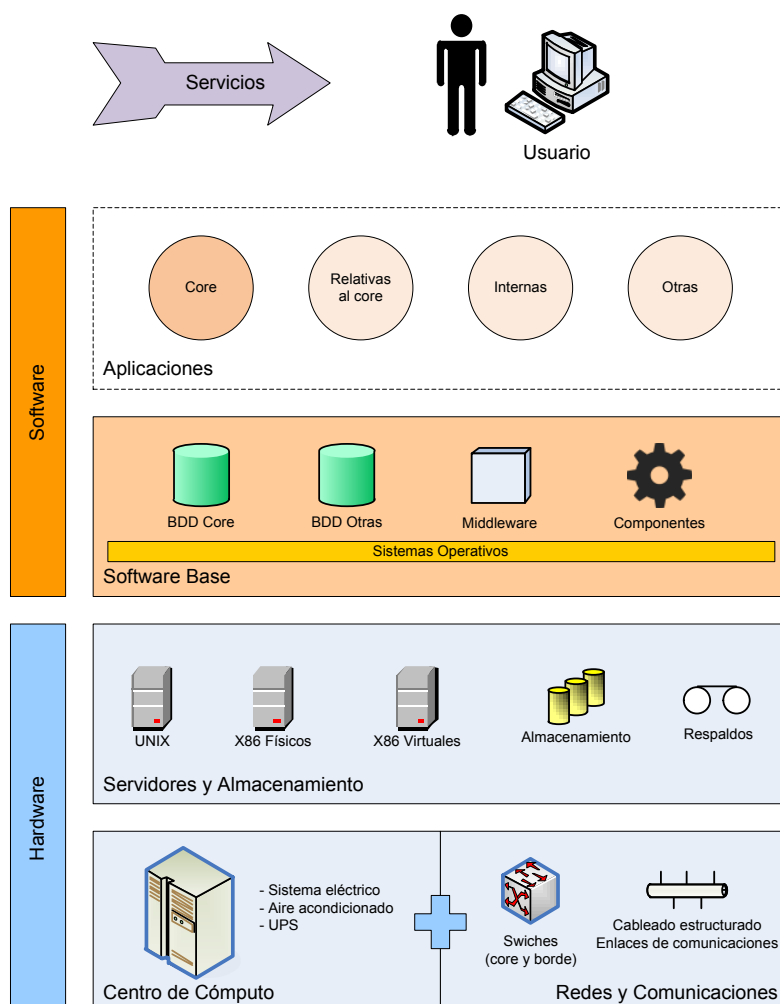 Servicios
Usuario
Software
Core
Relativas
al core
Internas
Otras
Aplicaciones
BDD Core
BDD Otras
Middleware
Componentes
Sistemas Operativos
Software Base
Hardware
UNIX
X86 Físicos
X86 Virtuales
Almacenamiento
Respaldos
Servidores y Almacenamiento
- Sistema eléctrico
- Aire acondicionado
- UPS
Centro de Cómputo
Swiches
(core y borde)
Cableado estructurado
Enlaces de comunicaciones
Redes y Comunicaciones